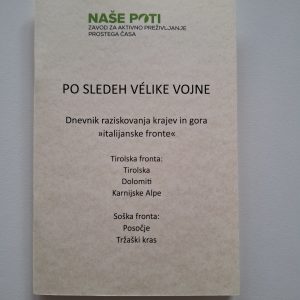 NAŠE POTI
ZAVOD ZA AKTIVNO PREŽIVLJANJE
PROSTEGA ČASA
PO SLEDEH VÉLIKE VOJNE
Dnevnik raziskovanja krajev in gora
»italijanske fronte«
Tirolska fronta:
Tirolska
Dolomiti
Karnijske Alpe
Soška fronta:
Posočje
Tržaški kras